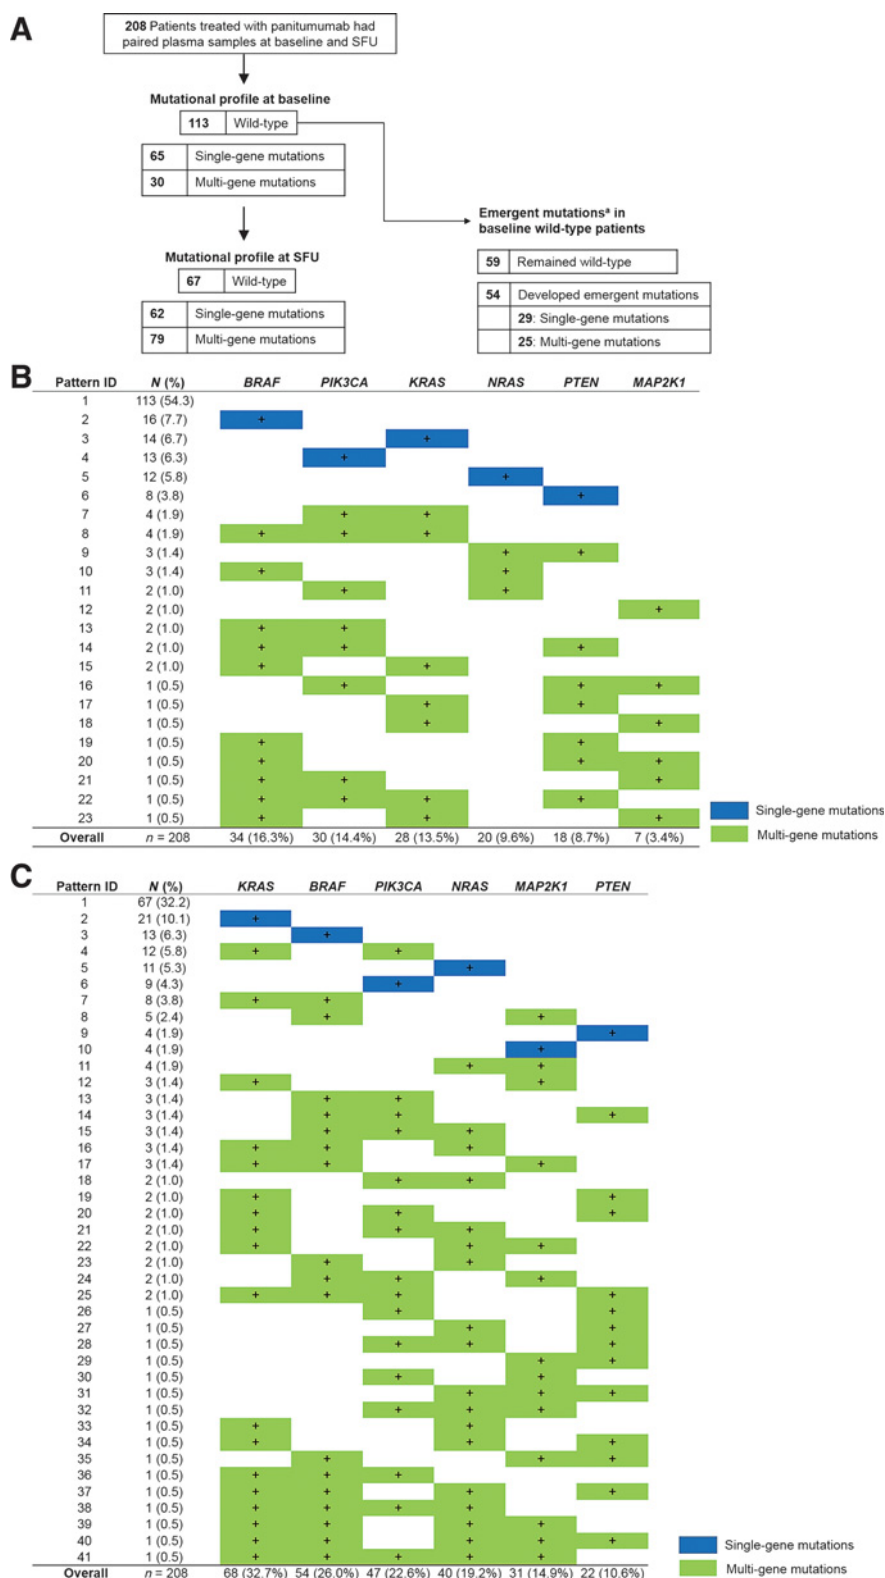 A
208 Patients treated with panitumumab had
paired plasma samples at baseline and SFU
Mutational profile at baseline
113 Wild-type
65 Single-gene mutations
30 Multi-gene mutations
Emergent mutationsᵃ in
baseline wild-type patients
Mutational profile at SFU
59 Remained wild-type
67 Wild-type
54 Developed emergent mutations
62 Single-gene mutations
29: Single-gene mutations
79 Multi-gene mutations
25: Multi-gene mutations
B
Pattern ID N (%) BRAF PIK3CA KRAS NRAS PTEN MAP2K1
1 113 (54.3)
2 16 (7.7) +
3 14 (6.7) +
4 13 (6.3) +
5 12 (5.8) +
6 8 (3.8) +
7 4 (1.9) + +
8 4 (1.9) + + +
9 3 (1.4) + +
10 3 (1.4) + +
11 2 (1.0) + +
12 2 (1.0) +
13 2 (1.0) + +
14 2 (1.0) + + +
15 2 (1.0) + +
16 1 (0.5) + + +
17 1 (0.5) + +
18 1 (0.5) + +
19 1 (0.5) + +
20 1 (0.5) + + +
21 1 (0.5) + + +
22 1 (0.5) + + + +
23 1 (0.5) + + +
Overall n = 208 34 (16.3%) 30 (14.4%) 28 (13.5%) 20 (9.6%) 18 (8.7%) 7 (3.4%)
Single-gene mutations
Multi-gene mutations
C
Pattern ID N (%) KRAS BRAF PIK3CA NRAS MAP2K1 PTEN
1 67 (32.2)
2 21 (10.1) +
3 13 (6.3) +
4 12 (5.8) + +
5 11 (5.3) +
6 9 (4.3) +
7 8 (3.8) + +
8 5 (2.4) + +
9 4 (1.9) +
10 4 (1.9) +
11 4 (1.9) + +
12 3 (1.4) + +
13 3 (1.4) + +
14 3 (1.4) + + +
15 3 (1.4) + + +
16 3 (1.4) + + +
17 3 (1.4) + + +
18 2 (1.0) + +
19 2 (1.0) + +
20 2 (1.0) + + +
21 2 (1.0) + + +
22 2 (1.0) + + +
23 2 (1.0) + +
24 2 (1.0) + + +
25 2 (1.0) + + + +
26 1 (0.5) + +
27 1 (0.5) + +
28 1 (0.5) + + +
29 1 (0.5) + +
30 1 (0.5) + +
31 1 (0.5) + + +
32 1 (0.5) + + +
33 1 (0.5) + +
34 1 (0.5) + + +
35 1 (0.5) + + +
36 1 (0.5) + + +
37 1 (0.5) + + + +
38 1 (0.5) + + + +
39 1 (0.5) + + + +
40 1 (0.5) + + + + +
41 1 (0.5) + + + + +
Overall n = 208 68 (32.7%) 54 (26.0%) 47 (22.6%) 40 (19.2%) 31 (14.9%) 22 (10.6%)
Single-gene mutations
Multi-gene mutations